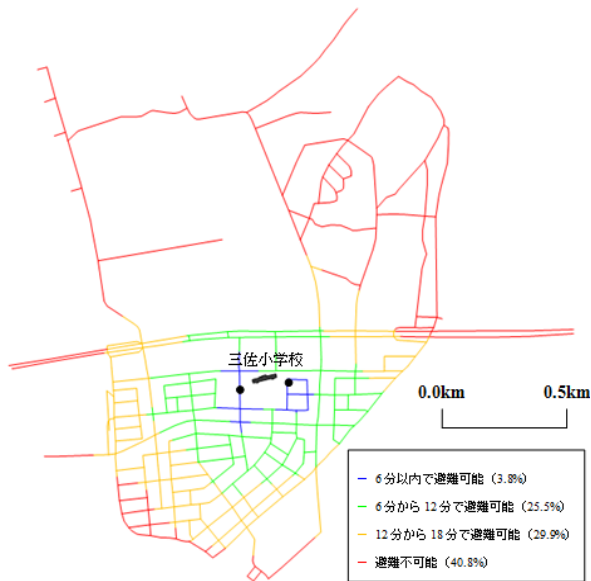 三佐小学校
0.0km 0.5km
6分以内で避難可能（3.8%）
6分から12分で避難可能（25.5%）
12分から18分で避難可能（29.9%）
避難不可能（40.8%）